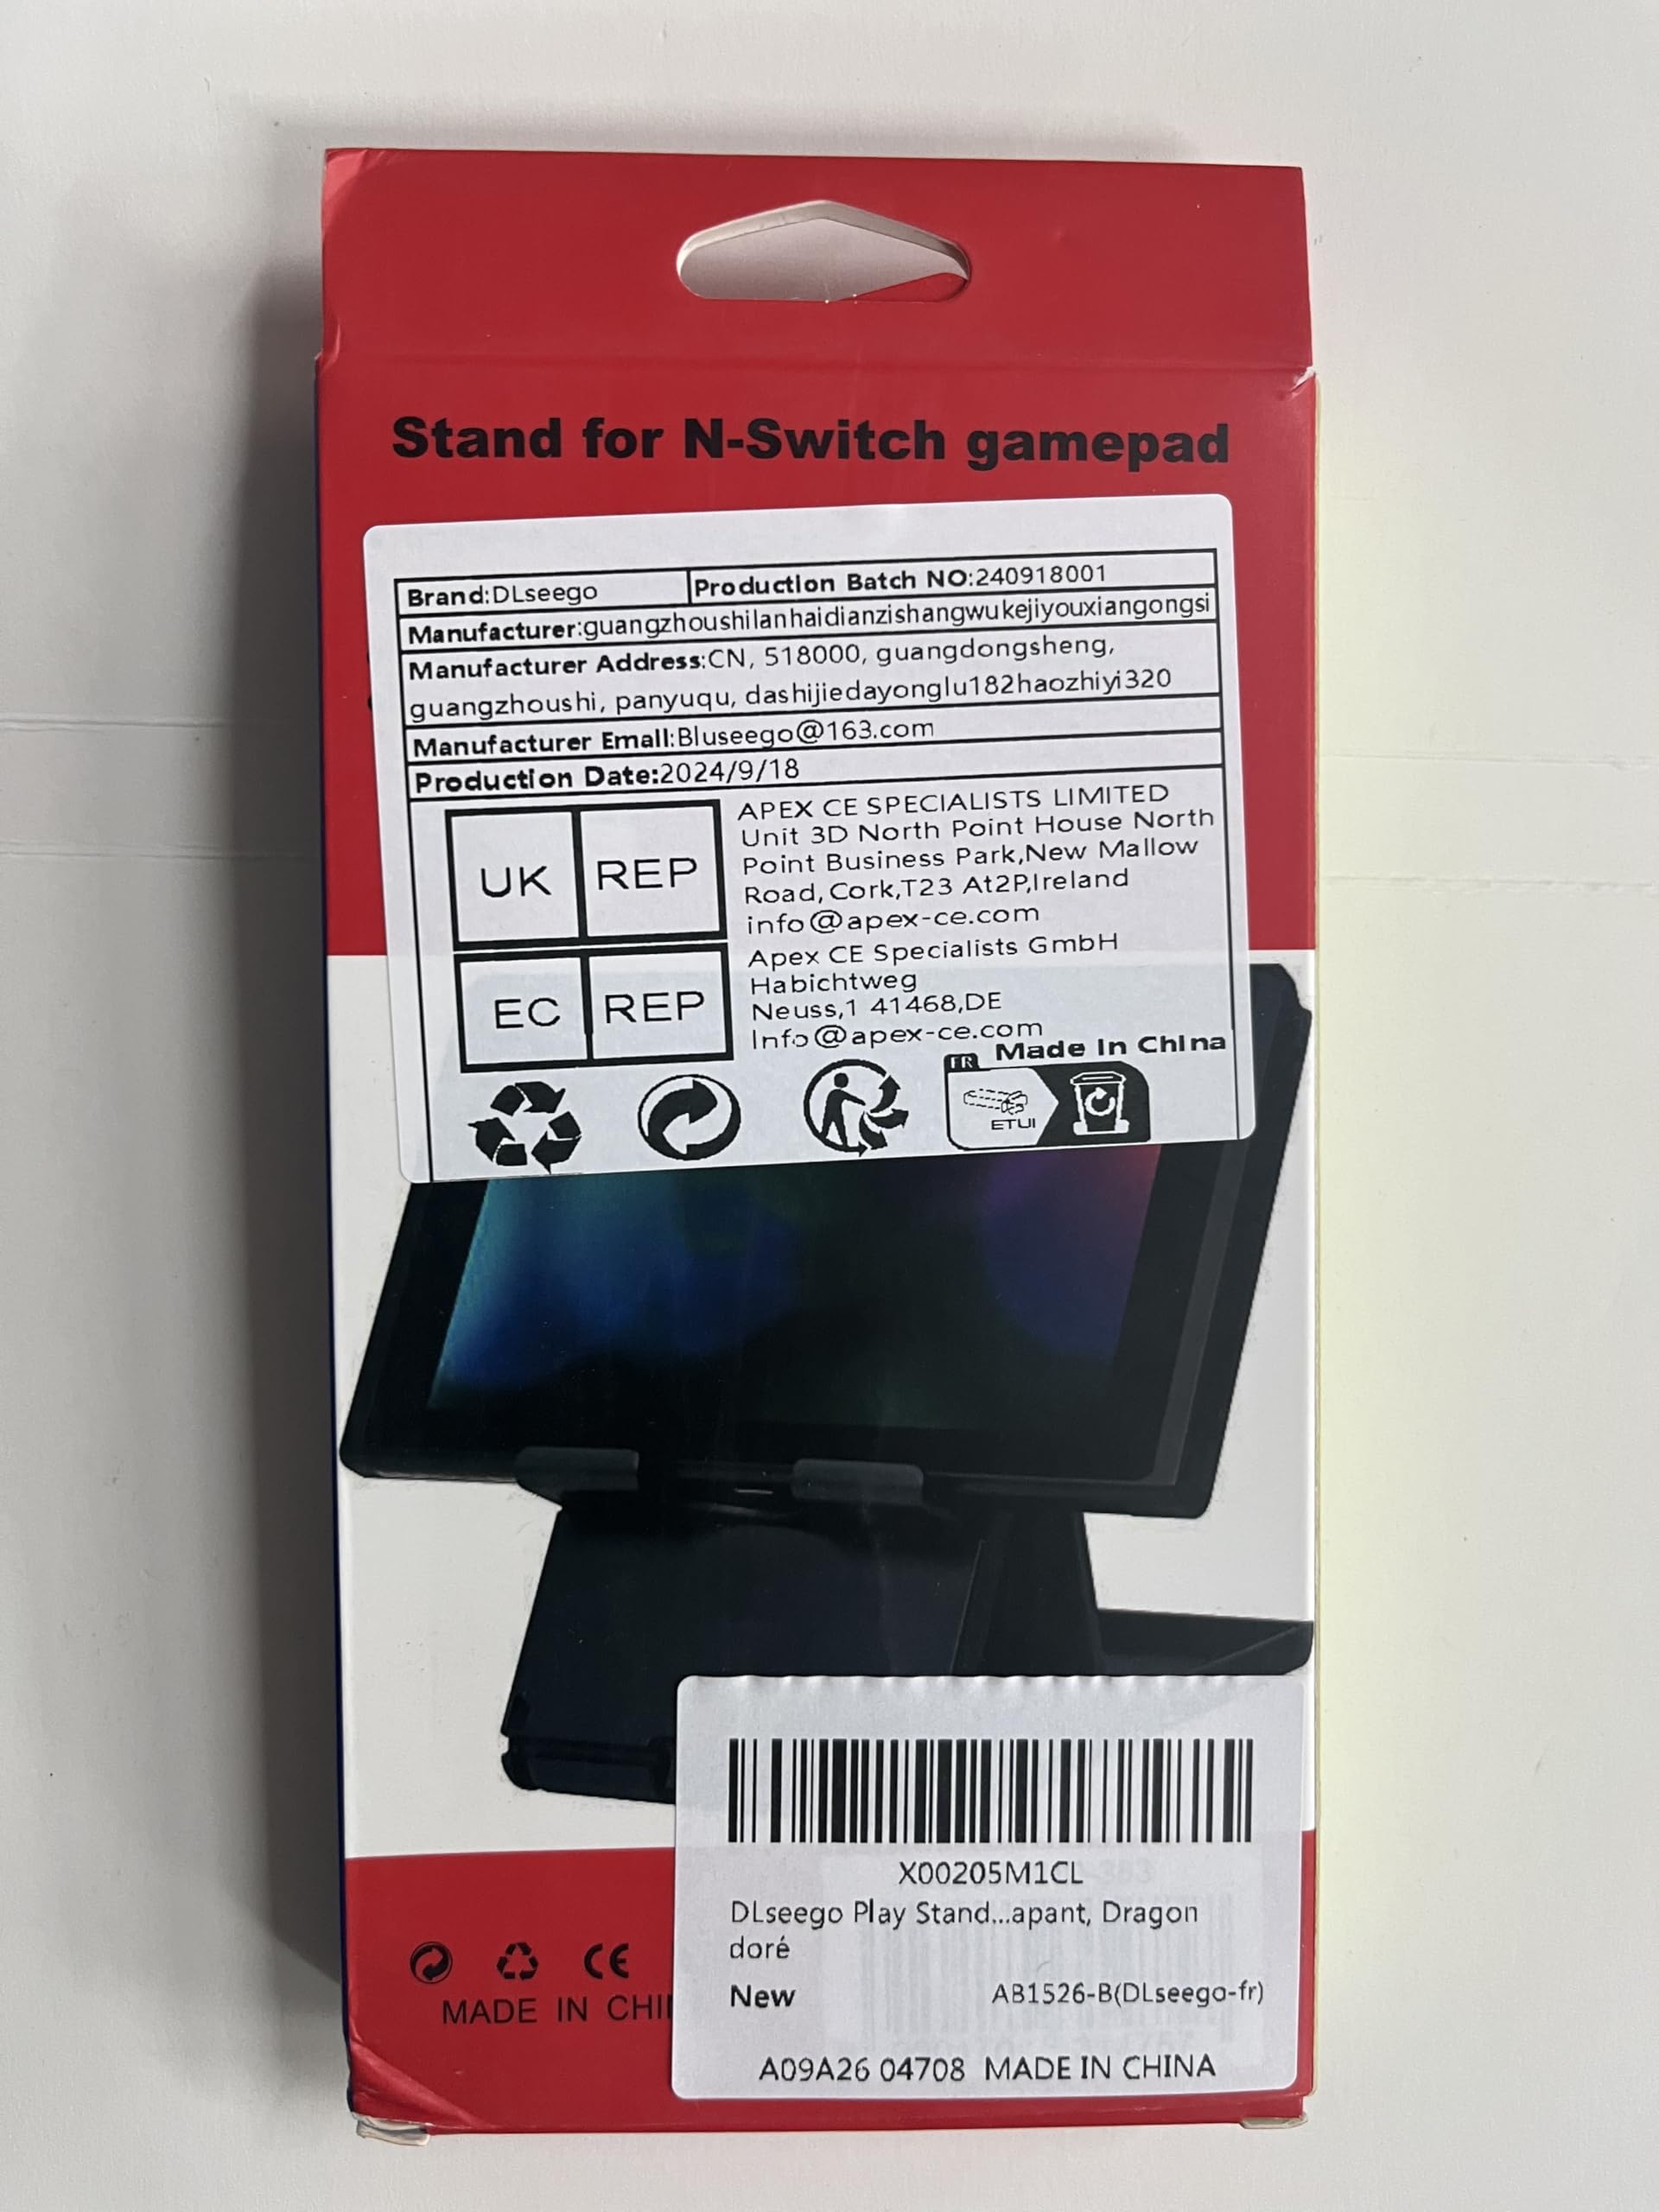 Stand for N-Switch gamepad
Brand:DLseego Production Batch NO:240918001
Manufacturer:guangzhoushilanhaidianzishangwukejiyouxiangongsi
Manufacturer Address:CN, 518000, guangdongsheng,
guangzhoushi, panyuqu, dashijiedayonglu182haozhiyi320
Manufacturer Email:Bluseego@163.com
Production Date:2024/9/18
UK REP
APEX CE SPECIALISTS LIMITED
Unit 3D North Point House North
Point Business Park,New Mallow
Road,Cork,T23 At2P,Ireland
info@apex-ce.com
EC REP
Apex CE Specialists GmbH
Habichtweg
Neuss,1 41468,DE
Info@apex-ce.com
Made In China
FR
ETUI
X00205M1CL
DLseego Play Stand...apant, Dragon
doré
New AB1526-B(DLseego-fr)
A09A26 04708 MADE IN CHINA
CE
MADE IN CHI